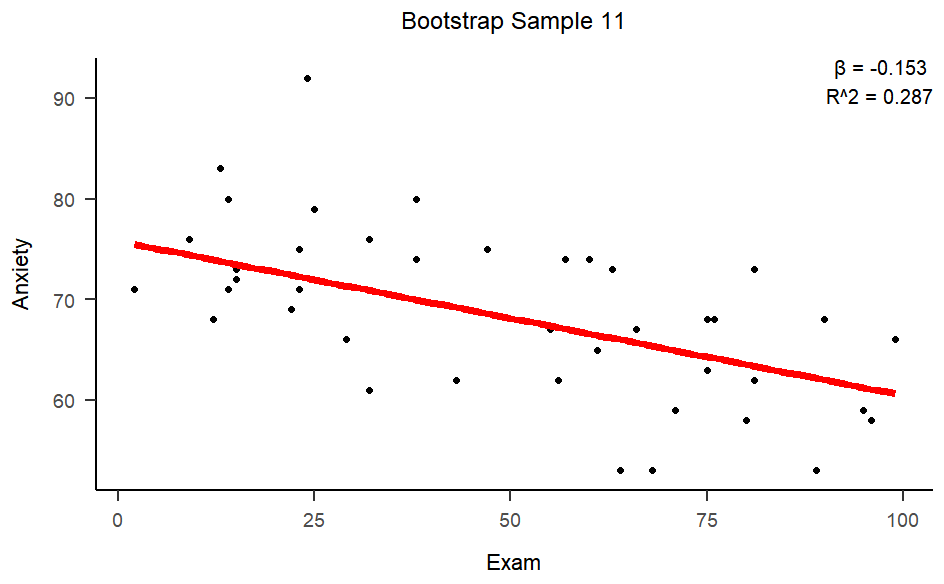 Bootstrap Sample 11
β = -0.153
R^2 = 0.287
90
80
70
60
Anxiety
0 25 50 75 100
Exam